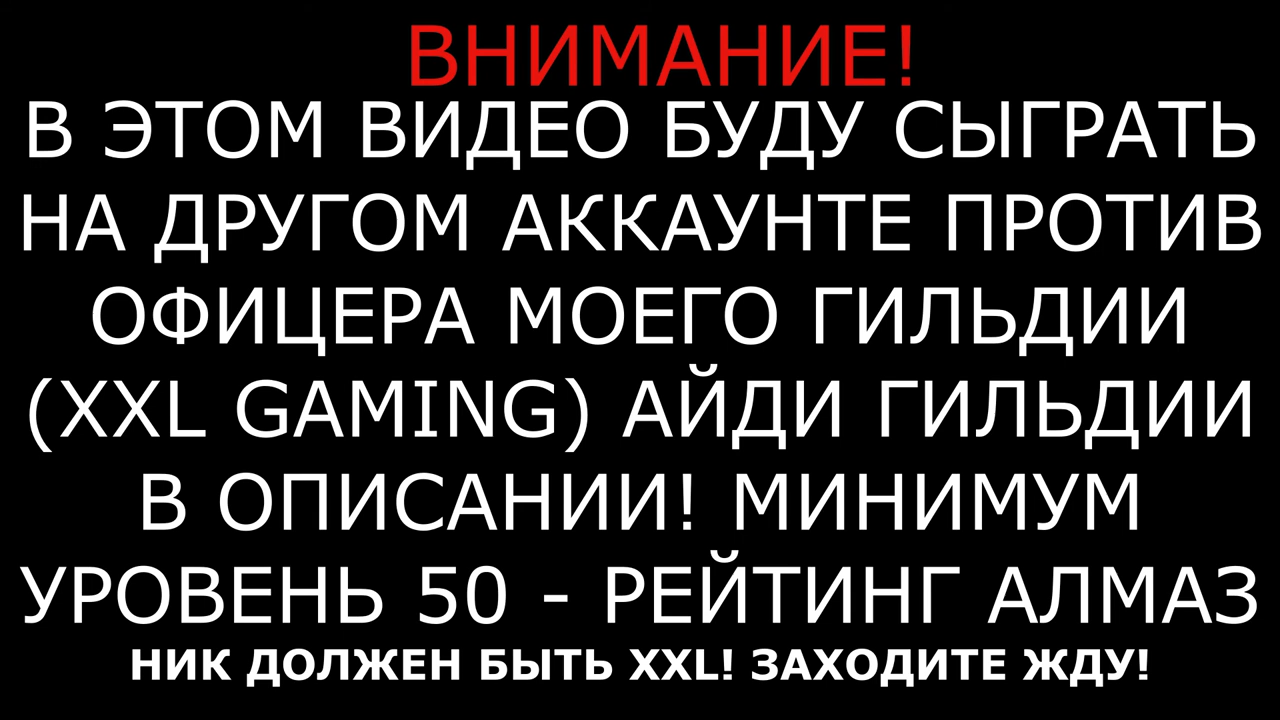 ВНИМАНИЕ!
В ЭТОМ ВИДЕО БУДУ СЫГРАТЬ
НА ДРУГОМ АККАУНТЕ ПРОТИВ
ОФИЦЕРА МОЕГО ГИЛЬДИИ
(XXL GAMING) АЙДИ ГИЛЬДИИ
В ОПИСАНИИ! МИНИМУМ
УРОВЕНЬ 50 - РЕЙТИНГ АЛМАЗ
НИК ДОЛЖЕН БЫТЬ XXL! ЗАХОДИТЕ ЖДУ!